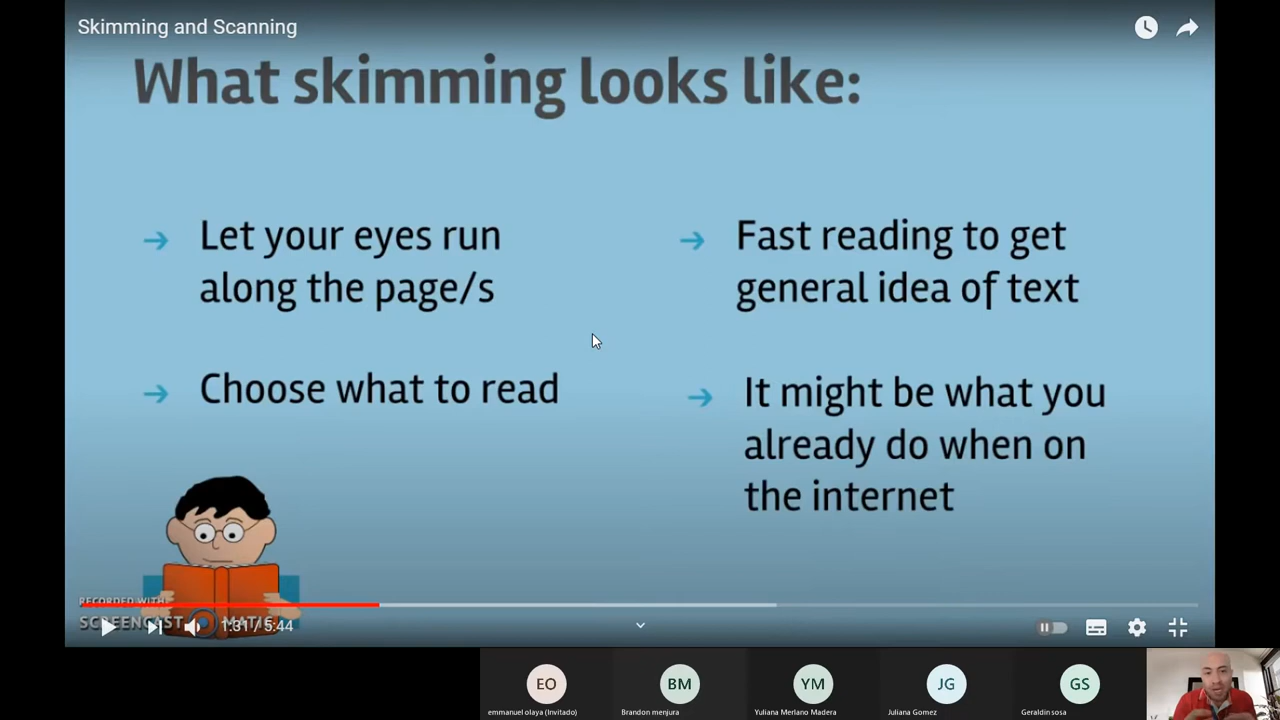 Skimming and Scanning
What skimming looks like:
Let your eyes run
along the page/s
Choose what to read
Fast reading to get
general idea of text
It might be what you
already do when on
the internet
RECORDED WITH
SCREENCAST MATIC
1:31 / 5:44
EO
BM
YM
JG
GS
emmanuel olaya (Invitado)
Brandon menjura
Yuliana Merlano Madera
Juliana Gomez
Geraldin sosa